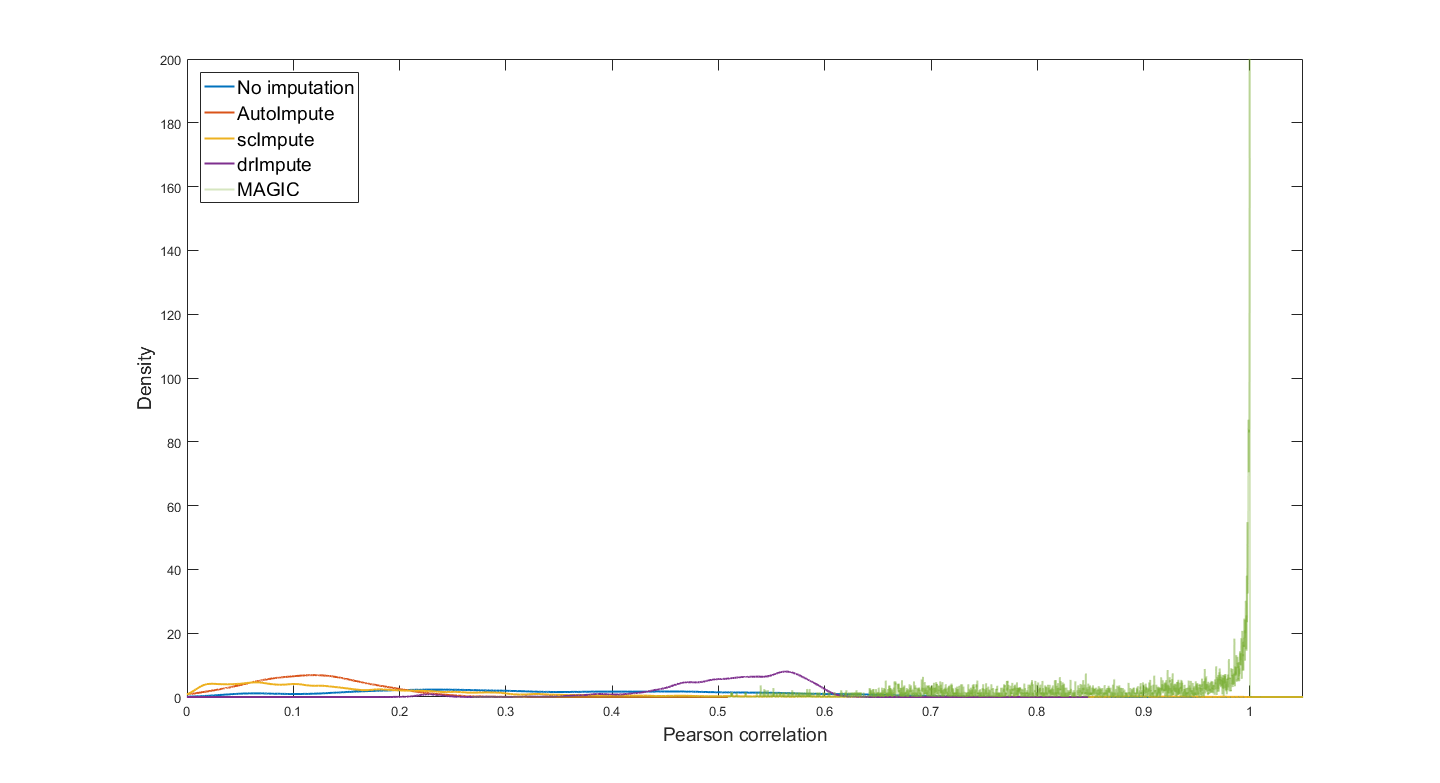 200
180
160
140
120
100
80
60
40
20
0
Density
No imputation
AutoImpute
scImpute
drImpute
MAGIC
0 0.1 0.2 0.3 0.4 0.5 0.6 0.7 0.8 0.9 1
Pearson correlation